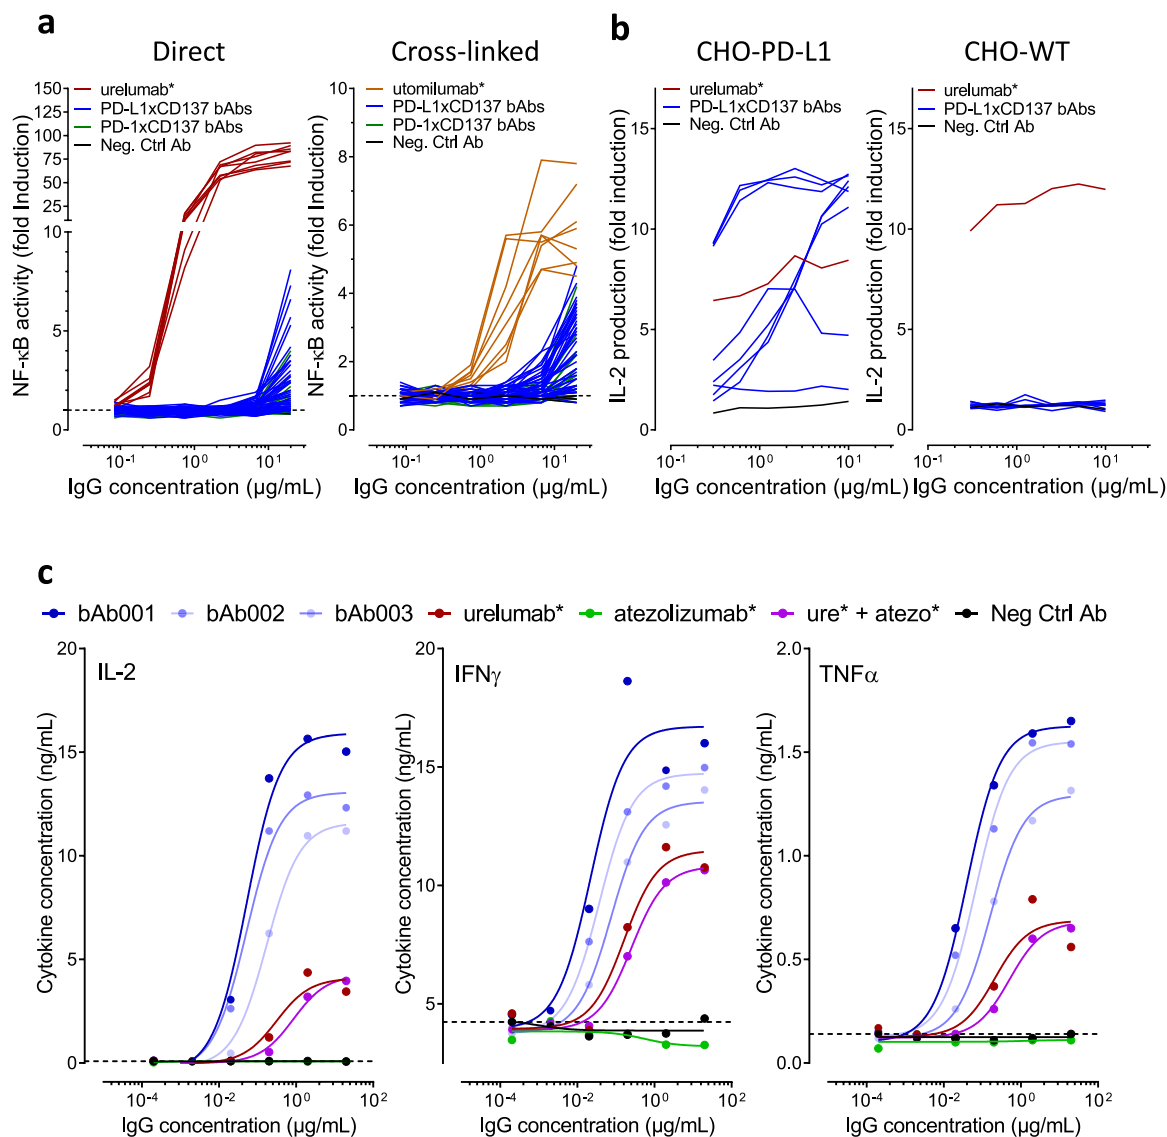 a
Direct
Cross-linked
b
CHO-PD-L1
CHO-WT
urelumab*
PD-L1xCD137 bAbs
PD-1xCD137 bAbs
Neg. Ctrl Ab
NF-κB activity (fold Induction)
150
125
100
75
50
25
10
5
0
10⁻¹ 10⁰ 10¹
IgG concentration (µg/mL)
utomilumab*
PD-L1xCD137 bAbs
PD-1xCD137 bAbs
Neg. Ctrl Ab
NF-κB activity (fold Induction)
10
8
6
4
2
0
10⁻¹ 10⁰ 10¹
IgG concentration (µg/mL)
urelumab*
PD-L1xCD137 bAbs
Neg. Ctrl Ab
IL-2 production (fold induction)
15
10
5
0
10⁻¹ 10⁰ 10¹
IgG concentration (µg/mL)
urelumab*
PD-L1xCD137 bAbs
Neg. Ctrl Ab
IL-2 production (fold induction)
15
10
5
0
10⁻¹ 10⁰ 10¹
IgG concentration (µg/mL)
c
bAb001 bAb002 bAb003 urelumab* atezolizumab* ure* + atezo* Neg Ctrl Ab
IL-2
Cytokine concentration (ng/mL)
20
15
10
5
0
10⁻⁴ 10⁻² 10⁰ 10²
IgG concentration (µg/mL)
IFNγ
Cytokine concentration (ng/mL)
20
15
10
5
10⁻⁴ 10⁻² 10⁰ 10²
IgG concentration (µg/mL)
TNFα
Cytokine concentration (ng/mL)
2.0
1.5
1.0
0.5
0.0
10⁻⁴ 10⁻² 10⁰ 10²
IgG concentration (µg/mL)